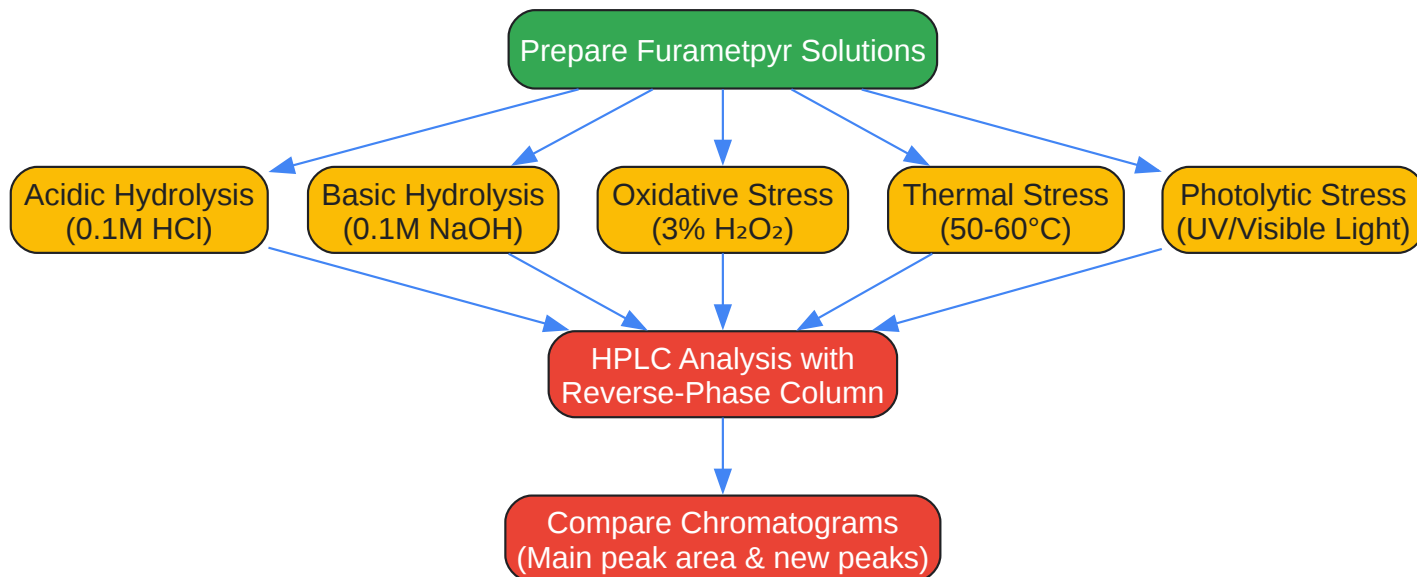 Prepare Furametpyr Solutions
Acidic Hydrolysis
(0.1M HCl)
Basic Hydrolysis
(0.1M NaOH)
Oxidative Stress
(3% H₂O₂)
Thermal Stress
(50-60°C)
Photolytic Stress
(UV/Visible Light)
HPLC Analysis with
Reverse-Phase Column
Compare Chromatograms
(Main peak area & new peaks)